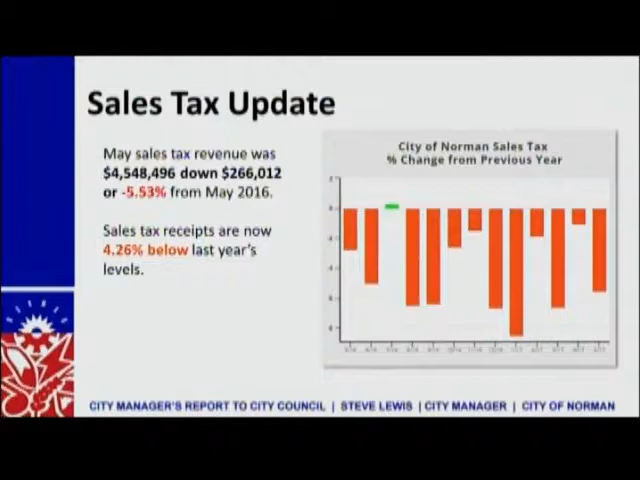 Sales Tax Update
May sales tax revenue was
$4,548,496 down $266,012
or -5.53% from May 2016.
Sales tax receipts are now
4.26% below last year's
levels.
City of Norman Sales Tax
% Change from Previous Year
CITY MANAGER'S REPORT TO CITY COUNCIL | STEVE LEWIS | CITY MANAGER | CITY OF NORMAN